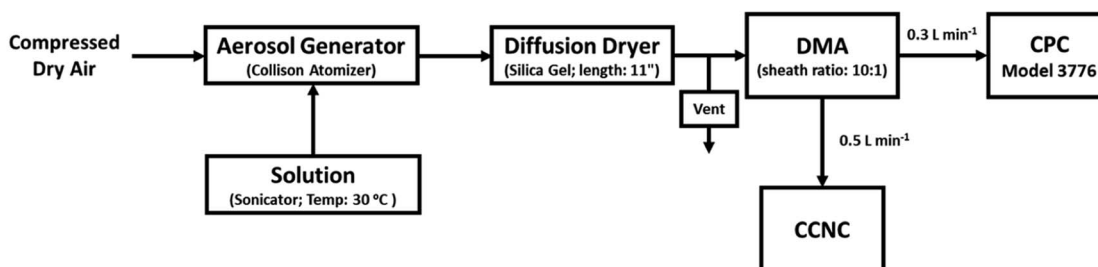 Compressed
Dry Air
Aerosol Generator
(Collison Atomizer)
Solution
(Sonicator; Temp: 30 ºC )
Diffusion Dryer
(Silica Gel; length: 11")
Vent
DMA
(sheath ratio: 10:1)
0.3 L min⁻¹
CPC
Model 3776
0.5 L min⁻¹
CCNC